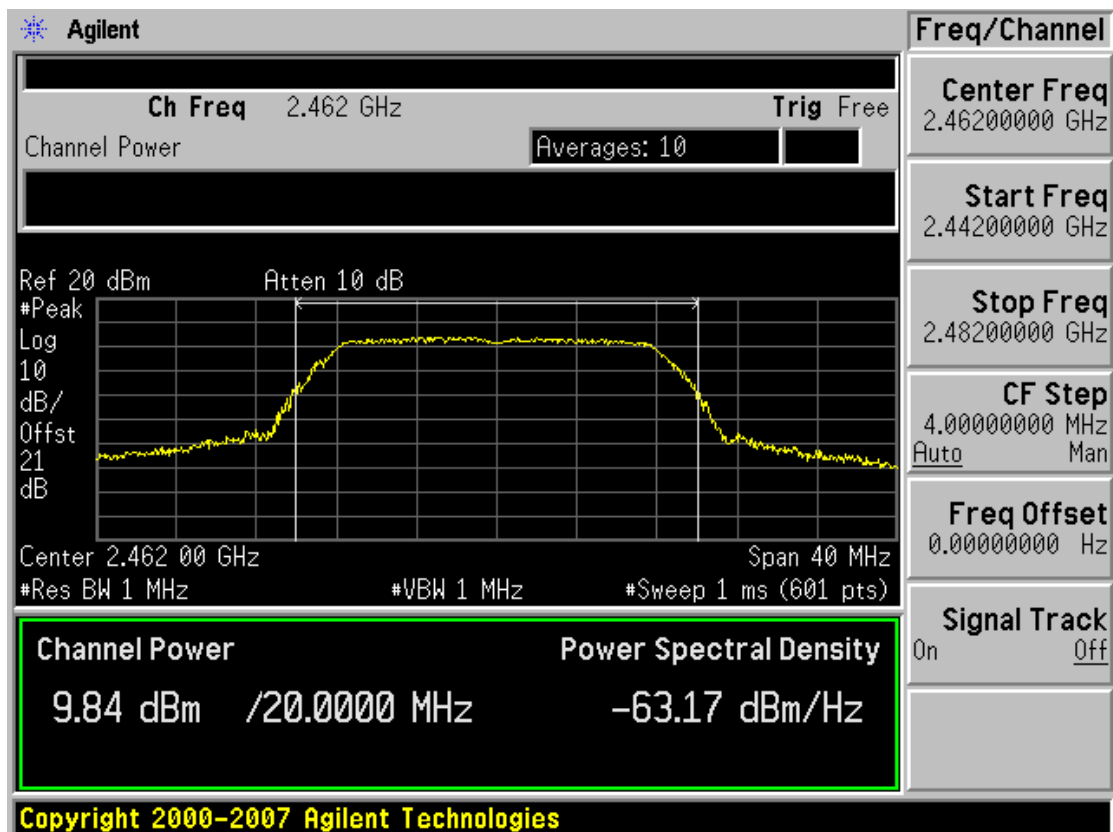 Agilent
Freq/Channel
Ch Freq 2.462 GHz Trig Free
Channel Power Averages: 10
Ref 20 dBm Atten 10 dB
#Peak
Log
10
dB/
Offst
21
dB
Center 2.462 00 GHz Span 40 MHz
#Res BW 1 MHz #VBW 1 MHz #Sweep 1 ms (601 pts)
Channel Power Power Spectral Density
9.84 dBm /20.0000 MHz -63.17 dBm/Hz
Center Freq
2.46200000 GHz
Start Freq
2.44200000 GHz
Stop Freq
2.48200000 GHz
CF Step
4.00000000 MHz
Auto Man
Freq Offset
0.00000000 Hz
Signal Track
On Off
Copyright 2000-2007 Agilent Technologies